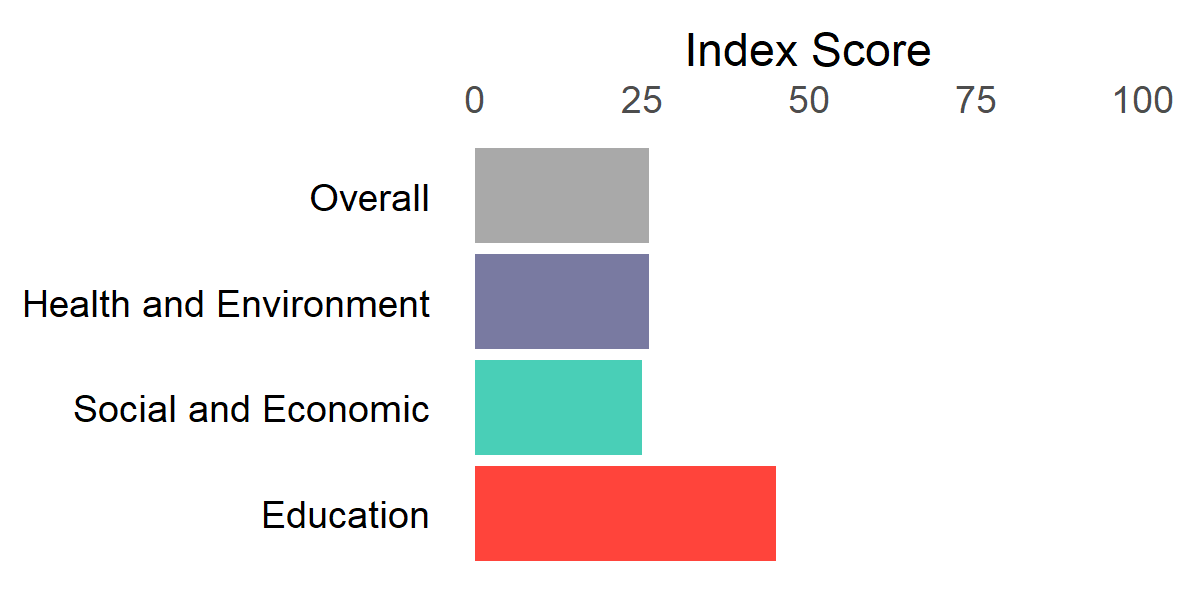 Index Score
0 25 50 75 100
Overall
Health and Environment
Social and Economic
Education